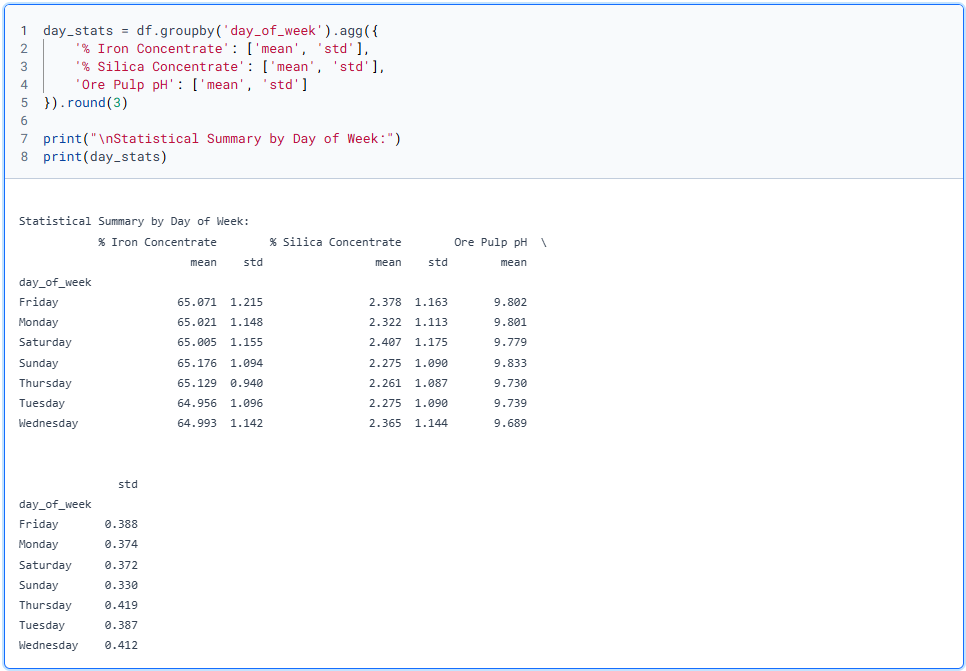 1 day_stats = df.groupby('day_of_week').agg({
2     '% Iron Concentrate': ['mean', 'std'],
3     '% Silica Concentrate': ['mean', 'std'],
4     'Ore Pulp pH': ['mean', 'std']
5 }).round(3)
6
7 print("\nStatistical Summary by Day of Week:")
8 print(day_stats)
Statistical Summary by Day of Week:
            % Iron Concentrate        % Silica Concentrate        Ore Pulp pH  \
                          mean    std                 mean    std        mean
day_of_week
Friday                  65.071  1.215                2.378  1.163       9.802
Monday                  65.021  1.148                2.322  1.113       9.801
Saturday                65.005  1.155                2.407  1.175       9.779
Sunday                  65.176  1.094                2.275  1.090       9.833
Thursday                65.129  0.940                2.261  1.087       9.730
Tuesday                 64.956  1.096                2.275  1.090       9.739
Wednesday               64.993  1.142                2.365  1.144       9.689
               std
day_of_week
Friday       0.388
Monday       0.374
Saturday     0.372
Sunday       0.330
Thursday     0.419
Tuesday      0.387
Wednesday    0.412